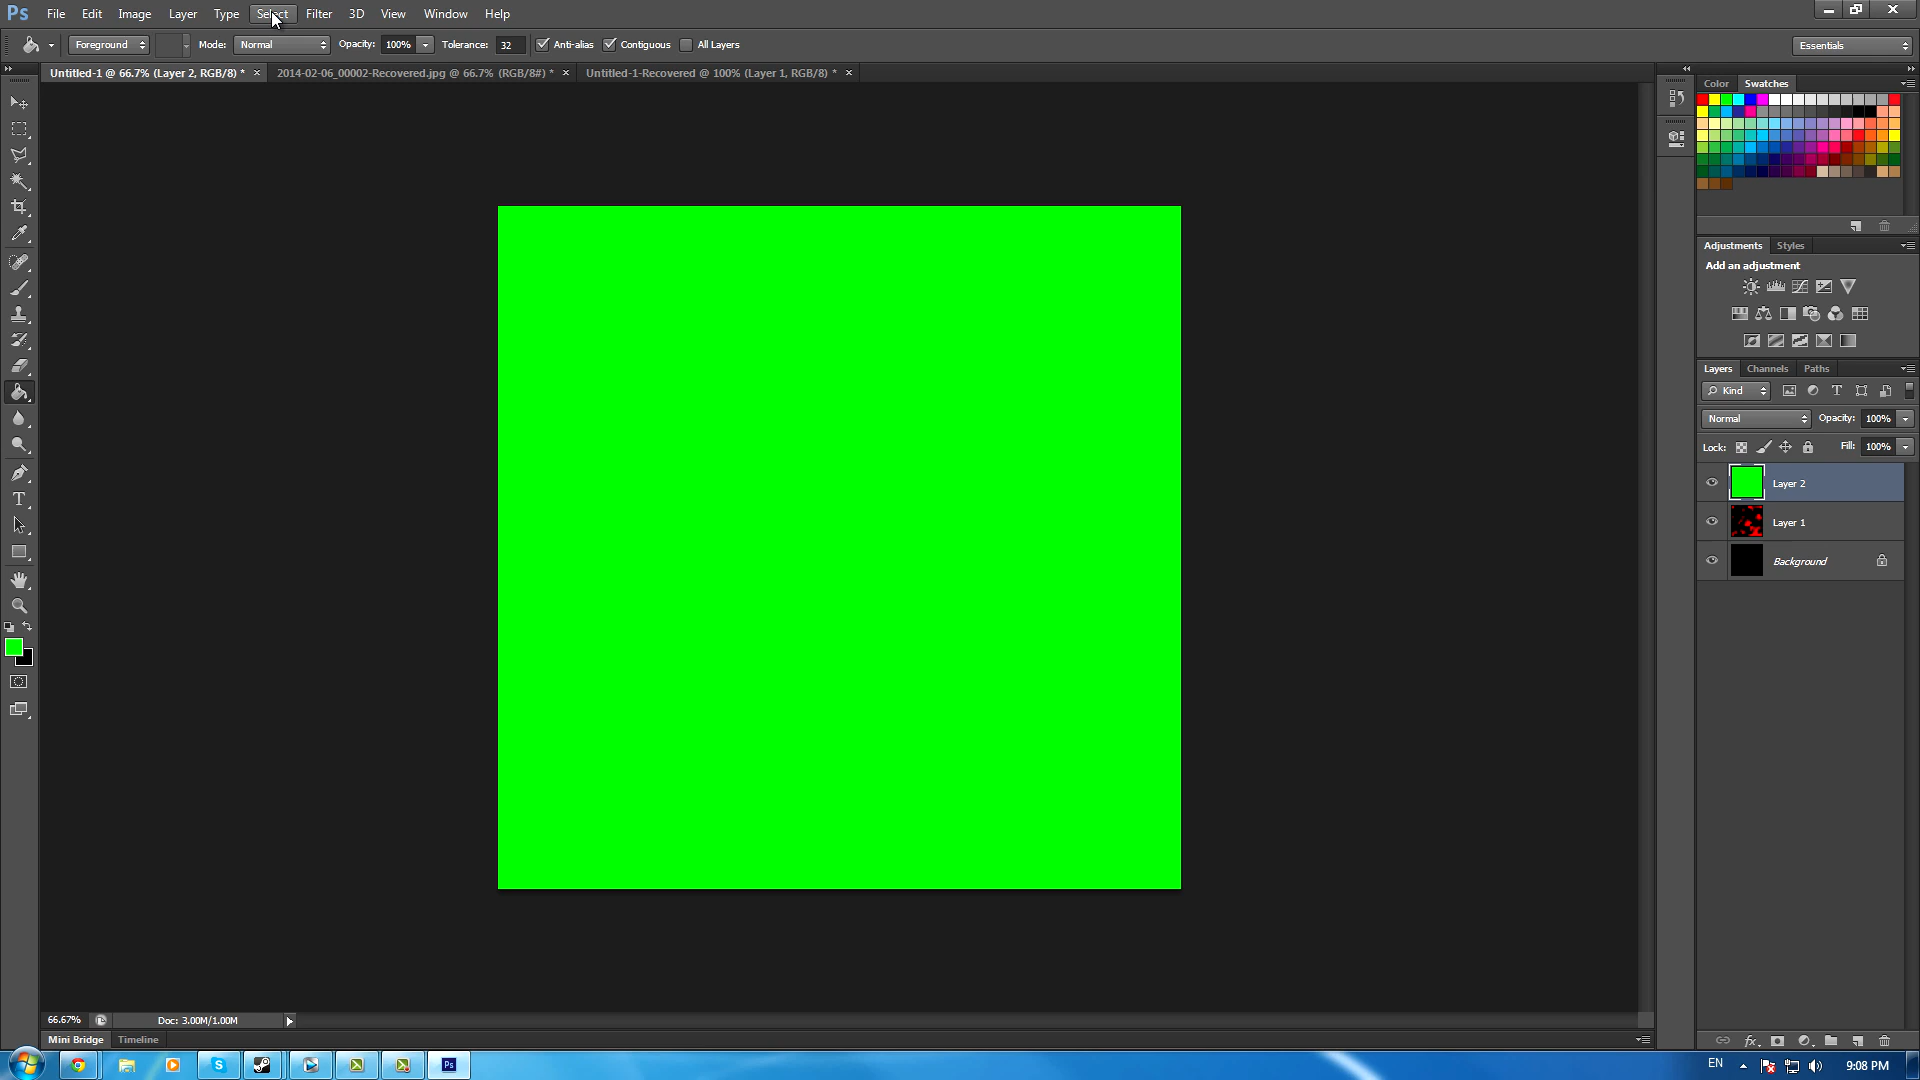 Ps File Edit Image Layer Type Select Filter 3D View Window Help
Foreground Mode: Normal Opacity: 100% Tolerance: 32 Anti-alias Contiguous All Layers Essentials
Untitled-1 @ 66.7% (Layer 2, RGB/8) * × 2014-02-06_00002-Recovered.jpg @ 66.7% (RGB/8#) * × Untitled-1-Recovered @ 100% (Layer 1, RGB/8) * ×
Color Swatches
Adjustments Styles
Add an adjustment
Layers Channels Paths
Kind
Normal Opacity: 100%
Lock: Fill: 100%
Layer 2
Layer 1
Background
T
66.67% Doc: 3.00M/1.00M
Mini Bridge Timeline
fx
Ps EN 9:08 PM